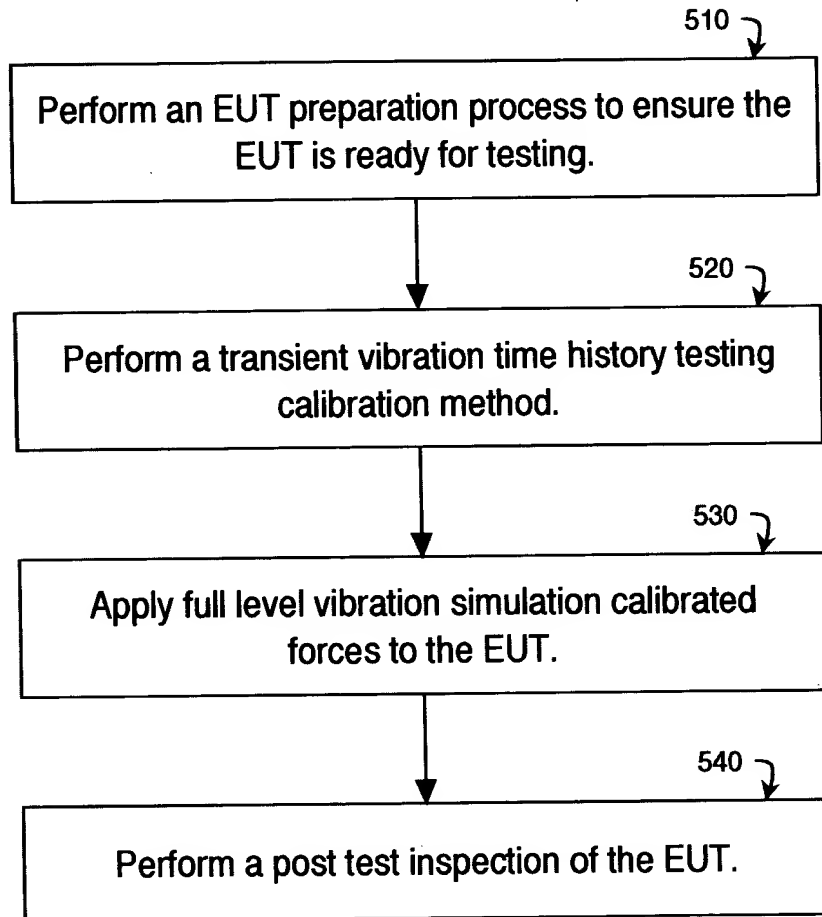 510
Perform an EUT preparation process to ensure the
EUT is ready for testing.
520
Perform a transient vibration time history testing
calibration method.
530
Apply full level vibration simulation calibrated
forces to the EUT.
540
Perform a post test inspection of the EUT.